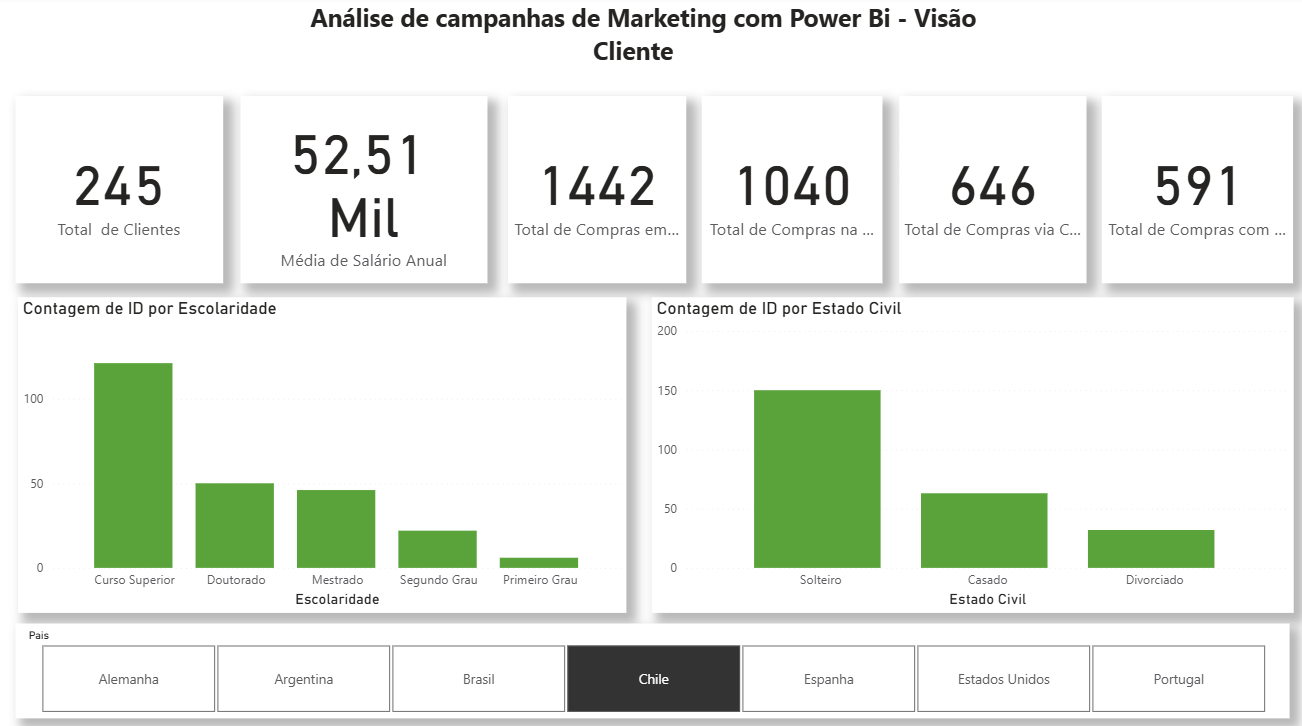 Análise de campanhas de Marketing com Power Bi - Visão
Cliente
245
Total  de Clientes
52,51
Mil
Média de Salário Anual
1442
Total de Compras em...
1040
Total de Compras na ...
646
Total de Compras via C...
591
Total de Compras com ...
Contagem de ID por Escolaridade
100
50
0
Curso Superior
Doutorado
Mestrado
Segundo Grau
Primeiro Grau
Escolaridade
Contagem de ID por Estado Civil
200
150
100
50
0
Solteiro
Casado
Divorciado
Estado Civil
Pais
Alemanha
Argentina
Brasil
Chile
Espanha
Estados Unidos
Portugal